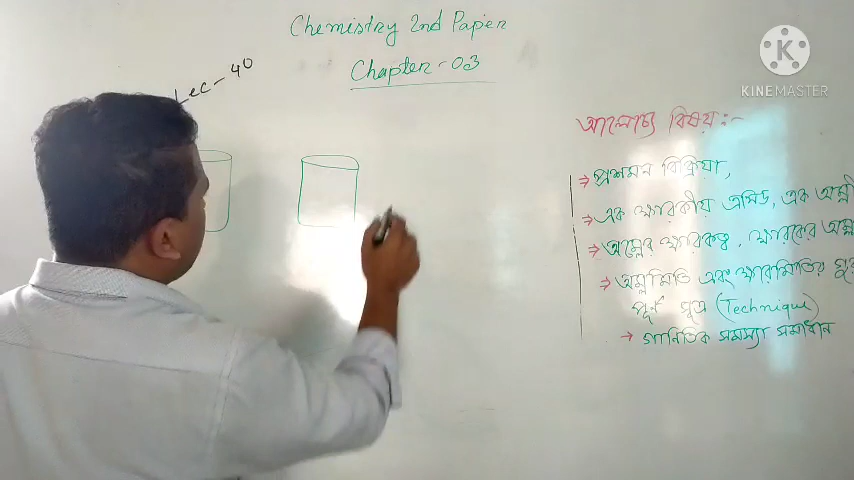 Chemistry 2nd Paper
Chapter - 03
Lec - 40
KINEMASTER
আলোচ্য বিষয় :-
⇒ প্রশমন বিক্রিয়া,
⇒ এক ক্ষারকীয় এসিড, এক অম্লী
⇒ অম্লের ক্ষারকত্ব, ক্ষারকের অম্ল
⇒ অম্লমিতি এবং ক্ষারমিতির গুরু
পূর্ণ সূত্র (Technique)
→ গানিতিক সমস্যা সমাধান